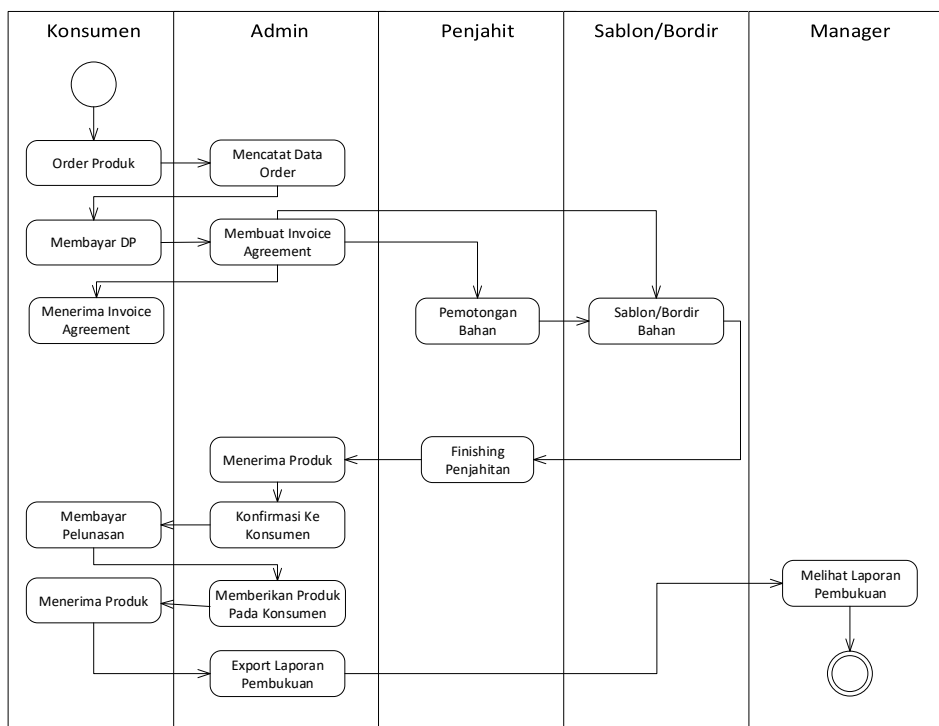 Konsumen
Admin
Penjahit
Sablon/Bordir
Manager
Order Produk
Mencatat Data
Order
Membayar DP
Membuat Invoice
Agreement
Menerima Invoice
Agreement
Pemotongan
Bahan
Sablon/Bordir
Bahan
Menerima Produk
Finishing
Penjahitan
Membayar
Pelunasan
Konfirmasi Ke
Konsumen
Menerima Produk
Memberikan Produk
Pada Konsumen
Melihat Laporan
Pembukuan
Export Laporan
Pembukuan